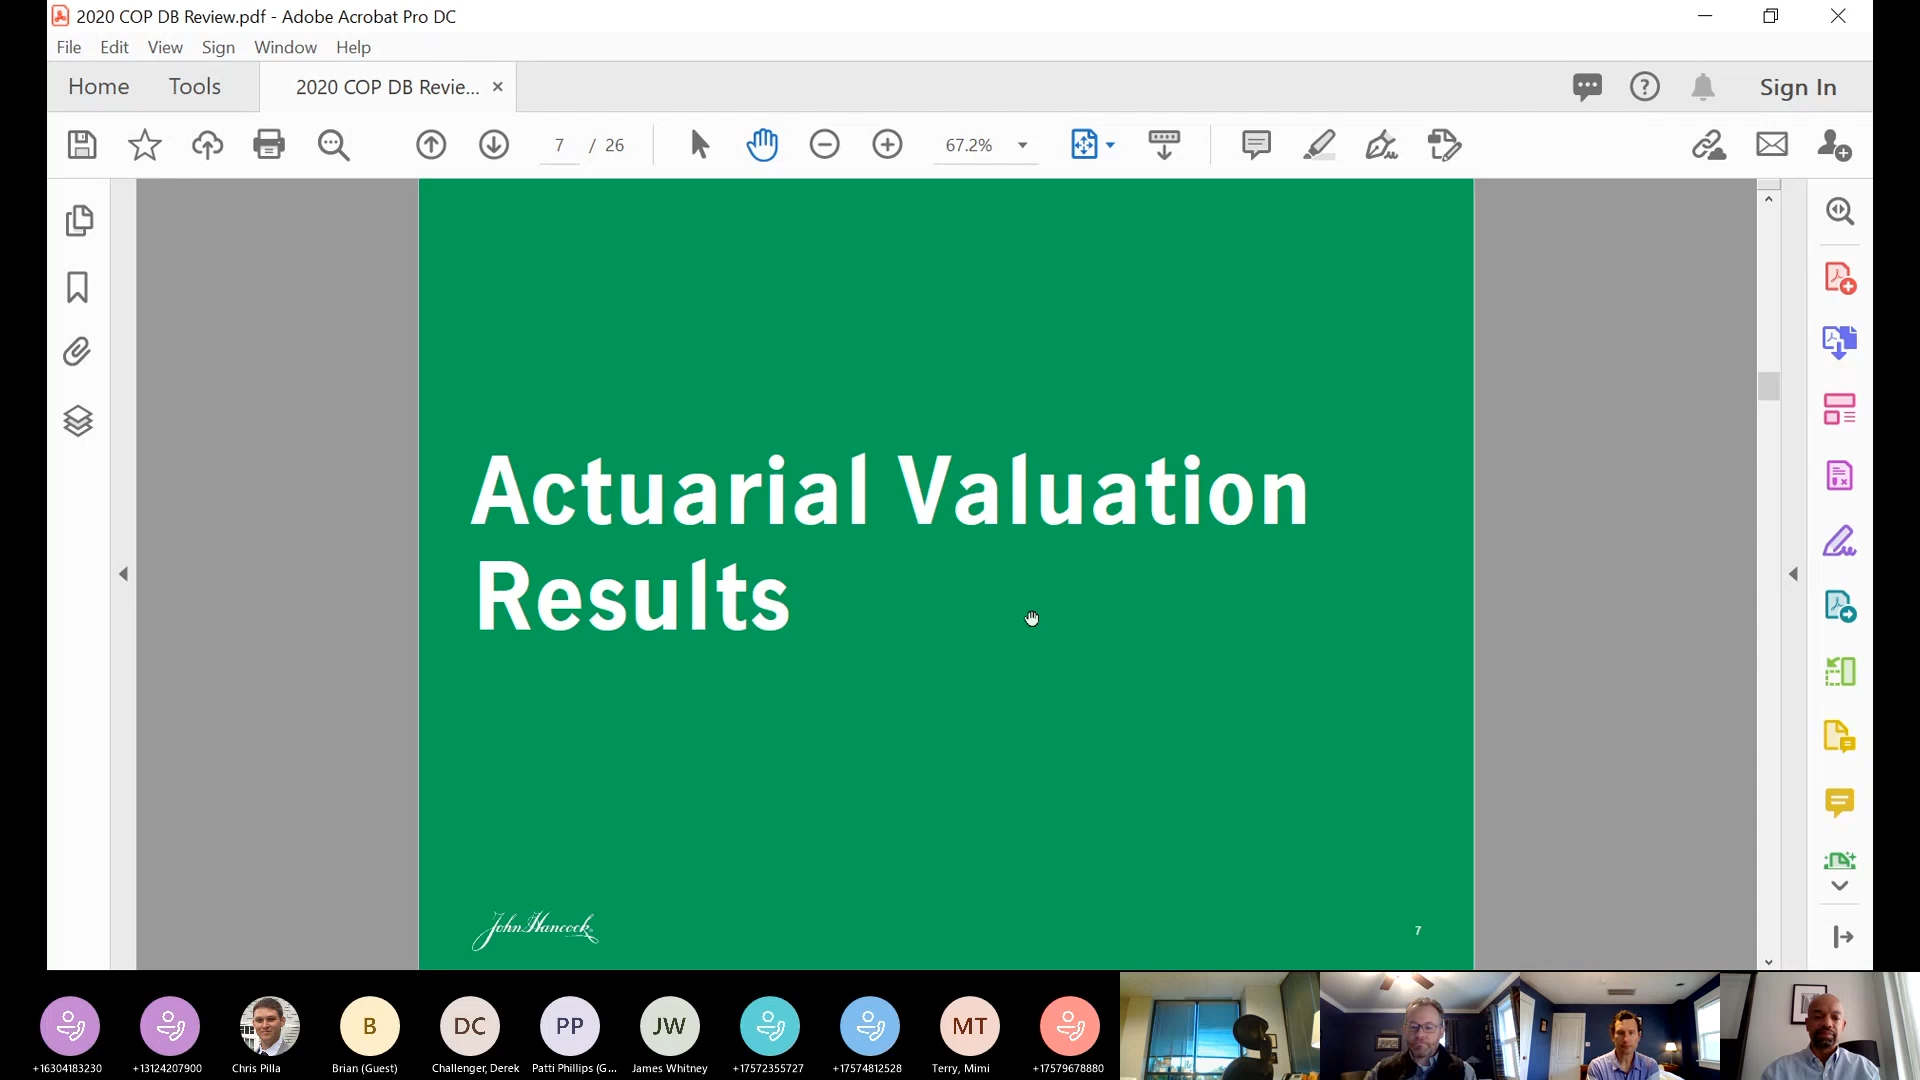 2020 COP DB Review.pdf - Adobe Acrobat Pro DC
File Edit View Sign Window Help
Home Tools 2020 COP DB Revie... ×
Sign In
7 / 26
67.2%
Actuarial Valuation
Results
John Hancock
7
B DC PP JW MT
+16304183230 +13124207900 Chris Pilla Brian (Guest) Challenger, Derek Patti Phillips (G... James Whitney +17572355727 +17574812528 Terry, Mimi +17579678880